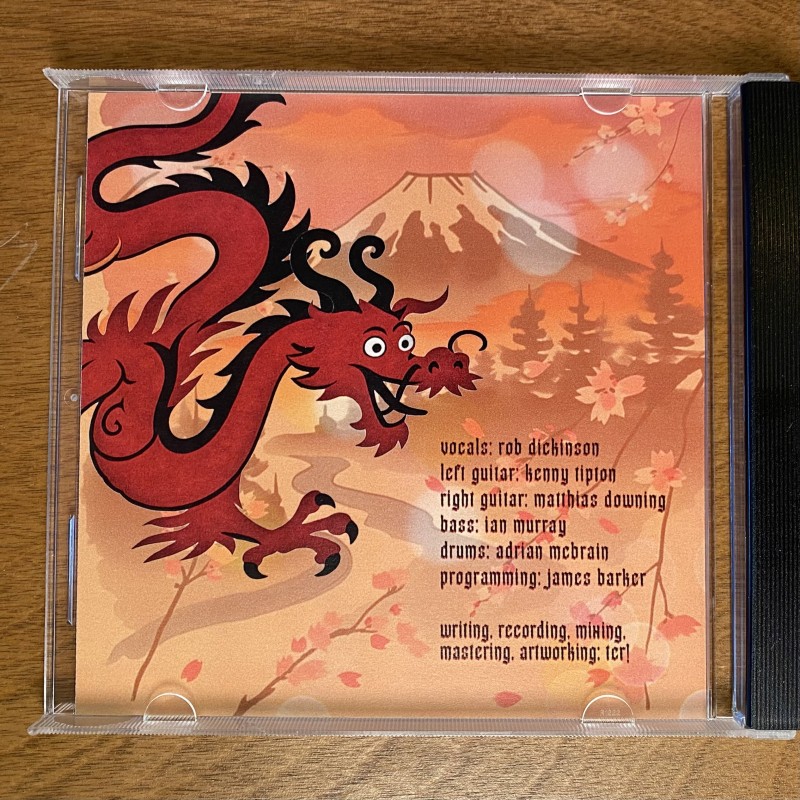 vocals: rob dickinson
left guitar: kenny tipton
right guitar: matthias downing
bass: ian murray
drums: adrian mcbrain
programming: james barker
writing, recording, mixing,
mastering, artworking: ter!